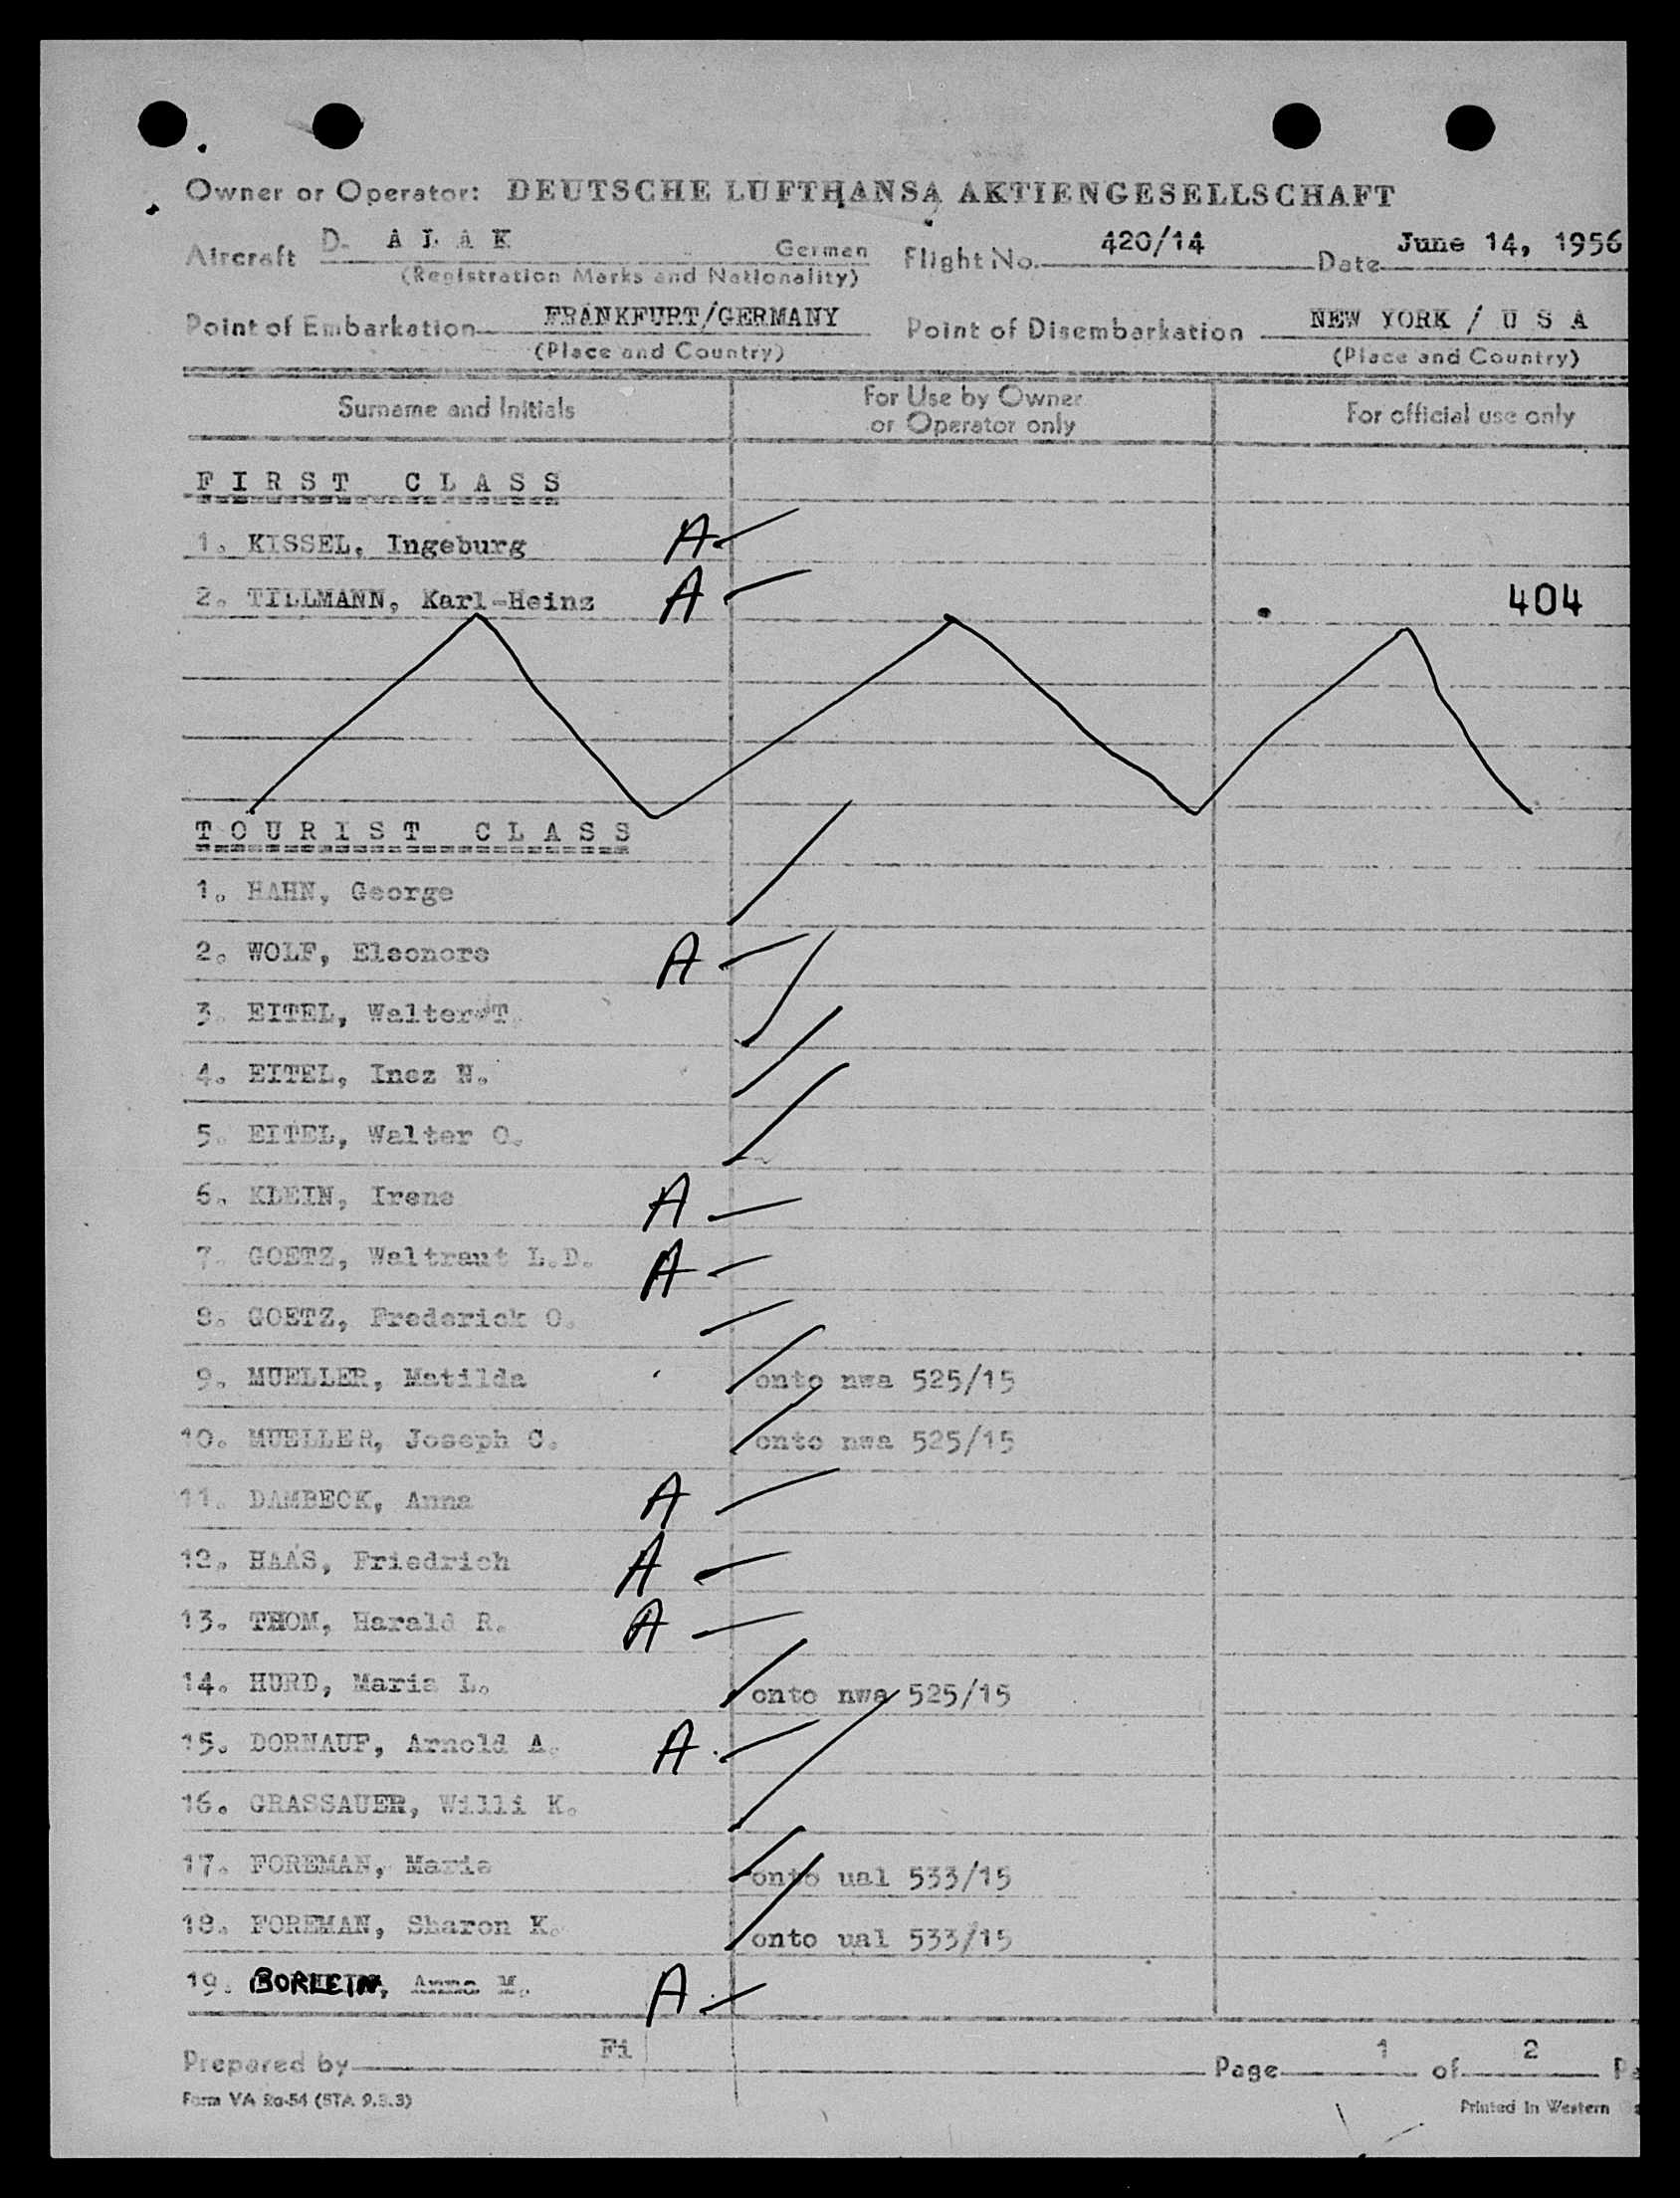 Owner or Operator: DEUTSCHE LUFTHANSA AKTIENGESELLSCHAFT
Aircraft D- A L A K German Flight No. 420/14 Date June 14, 1956
(Registration Marks and Nationality)
Point of Embarkation FRANKFURT/GERMANY Point of Disembarkation NEW YORK / U S A
(Place and Country) (Place and Country)
Surname and Initials For Use by Owner or Operator only For official use only
F I R S T C L A S S
1. KISSEL, Ingeburg A
2. TILLMANN, Karl-Heinz A 404
T O U R I S T C L A S S
1. HAHN, George
2. WOLF, Eleonore A
3. EITEL, Walter T.
4. EITEL, Inez N.
5. EITEL, Walter O.
6. KLEIN, Irene A
7. GOETZ, Waltraut L.D. A
8. GOETZ, Frederick O.
9. MUELLER, Matilda onto nwa 525/15
10. MUELLER, Joseph C. onto nwa 525/15
11. DAMBECK, Anna A
12. HAAS, Friedrich A
13. THOM, Harald R. A
14. HURD, Maria L. onto nwa 525/15
15. DORNAUF, Arnold A. A
16. GRASSAUER, Willi K.
17. FOREMAN, Maria onto ual 533/15
18. FOREMAN, Sharon K. onto ual 533/15
19. BORLEIN, Anna M. A
Prepared by Fi Page 1 of 2
Form VA 2a-54 (STA 9.3.3) Printed in Western